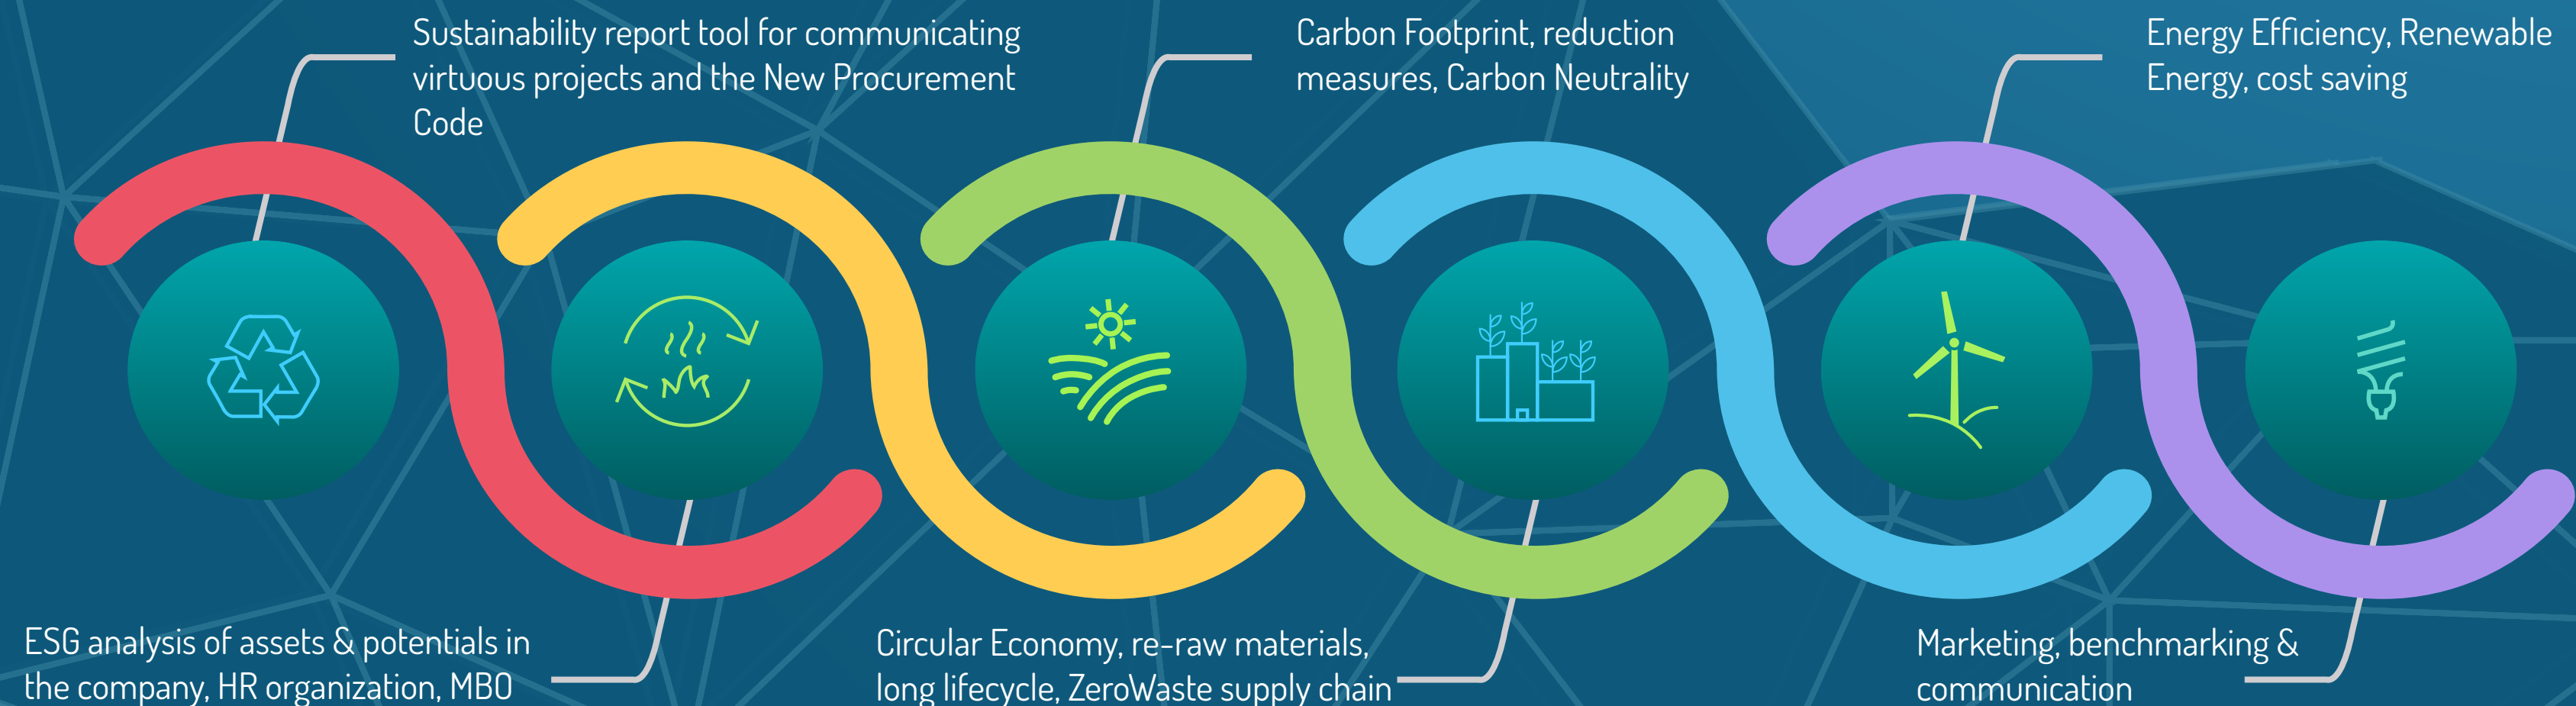 Sustainability report tool for communicating
virtuous projects and the New Procurement
Code
Carbon Footprint, reduction
measures, Carbon Neutrality
Energy Efficiency, Renewable
Energy, cost saving
ESG analysis of assets & potentials in
the company, HR organization, MBO
Circular Economy, re-raw materials,
long lifecycle, ZeroWaste supply chain
Marketing, benchmarking &
communication